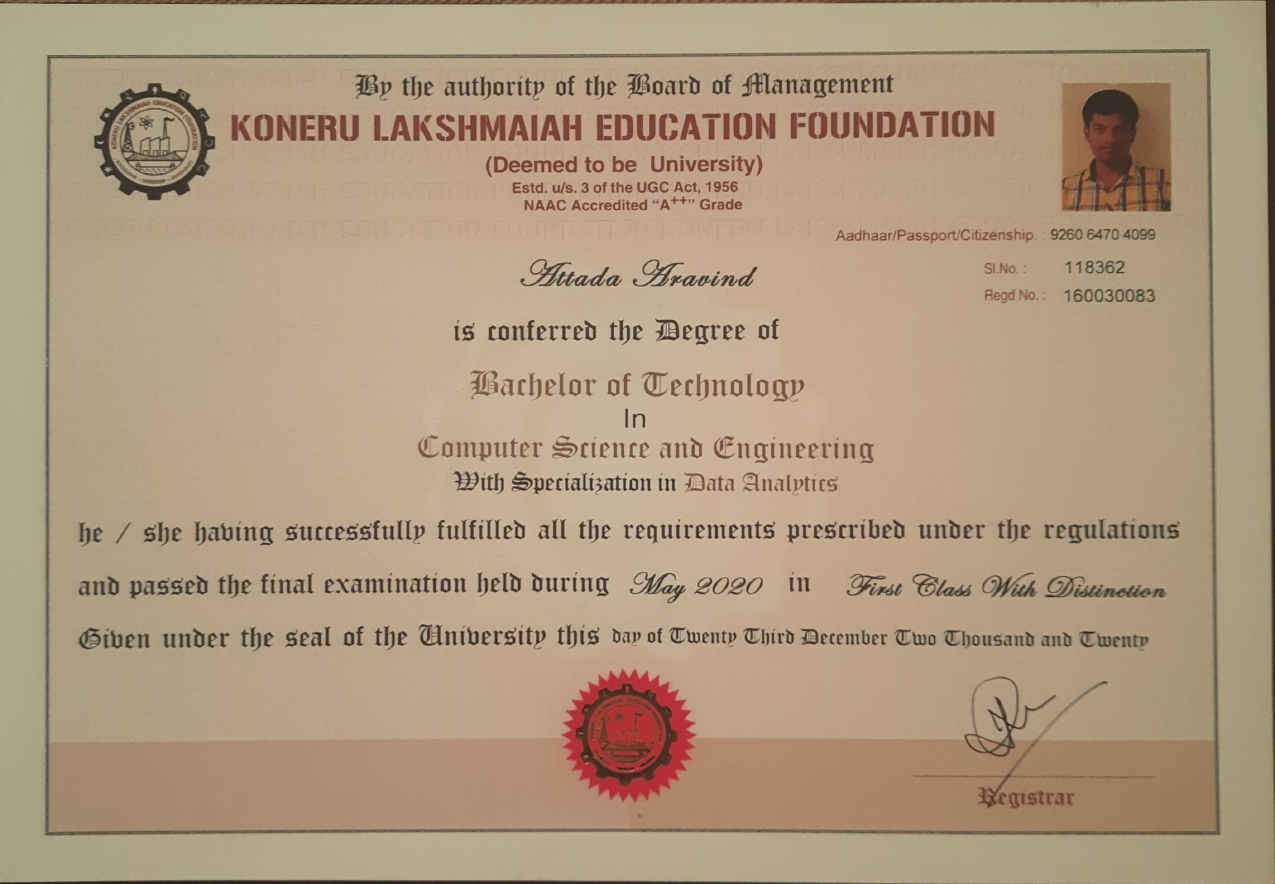 By the authority of the Board of Management
KONERU LAKSHMAIAH EDUCATION FOUNDATION
(Deemed to be University)
Estd. u/s. 3 of the UGC Act, 1956
NAAC Accredited "A++" Grade
KONERU LAKSHMAIAH EDUCATION FOUNDATION
Aadhaar/Passport/Citizenship. : 9260 6470 4099
Sl.No. : 118362
Regd No. : 160030083
Attada Aravind
is conferred the Degree of
Bachelor of Technology
In
Computer Science and Engineering
With Specialization in Data Analytics
he / she having successfully fulfilled all the requirements prescribed under the regulations
and passed the final examination held during May 2020 in First Class With Distinction
Given under the seal of the University this day of Twenty Third December Two Thousand and Twenty
Registrar